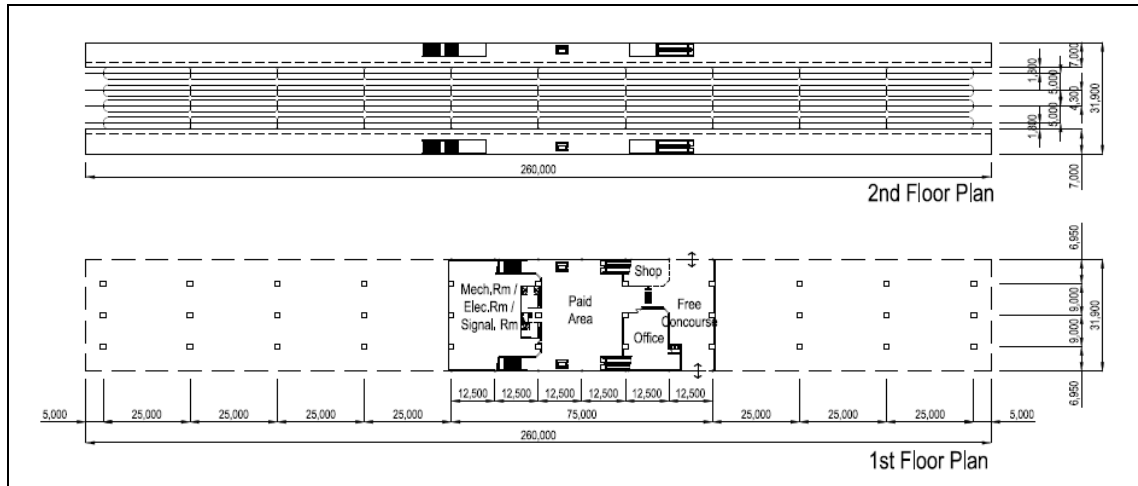 7,000
1,800
5,000
4,300
5,000
1,800
7,000
31,900
260,000
2nd Floor Plan
Shop
Mech,Rm /
Elec.Rm /
Signal, Rm
Paid
Area
Free
Concourse
Office
6,950
9,000
9,000
6,950
31,900
12,500
12,500
12,500
12,500
12,500
12,500
5,000
25,000
25,000
25,000
25,000
75,000
25,000
25,000
25,000
5,000
260,000
1st Floor Plan